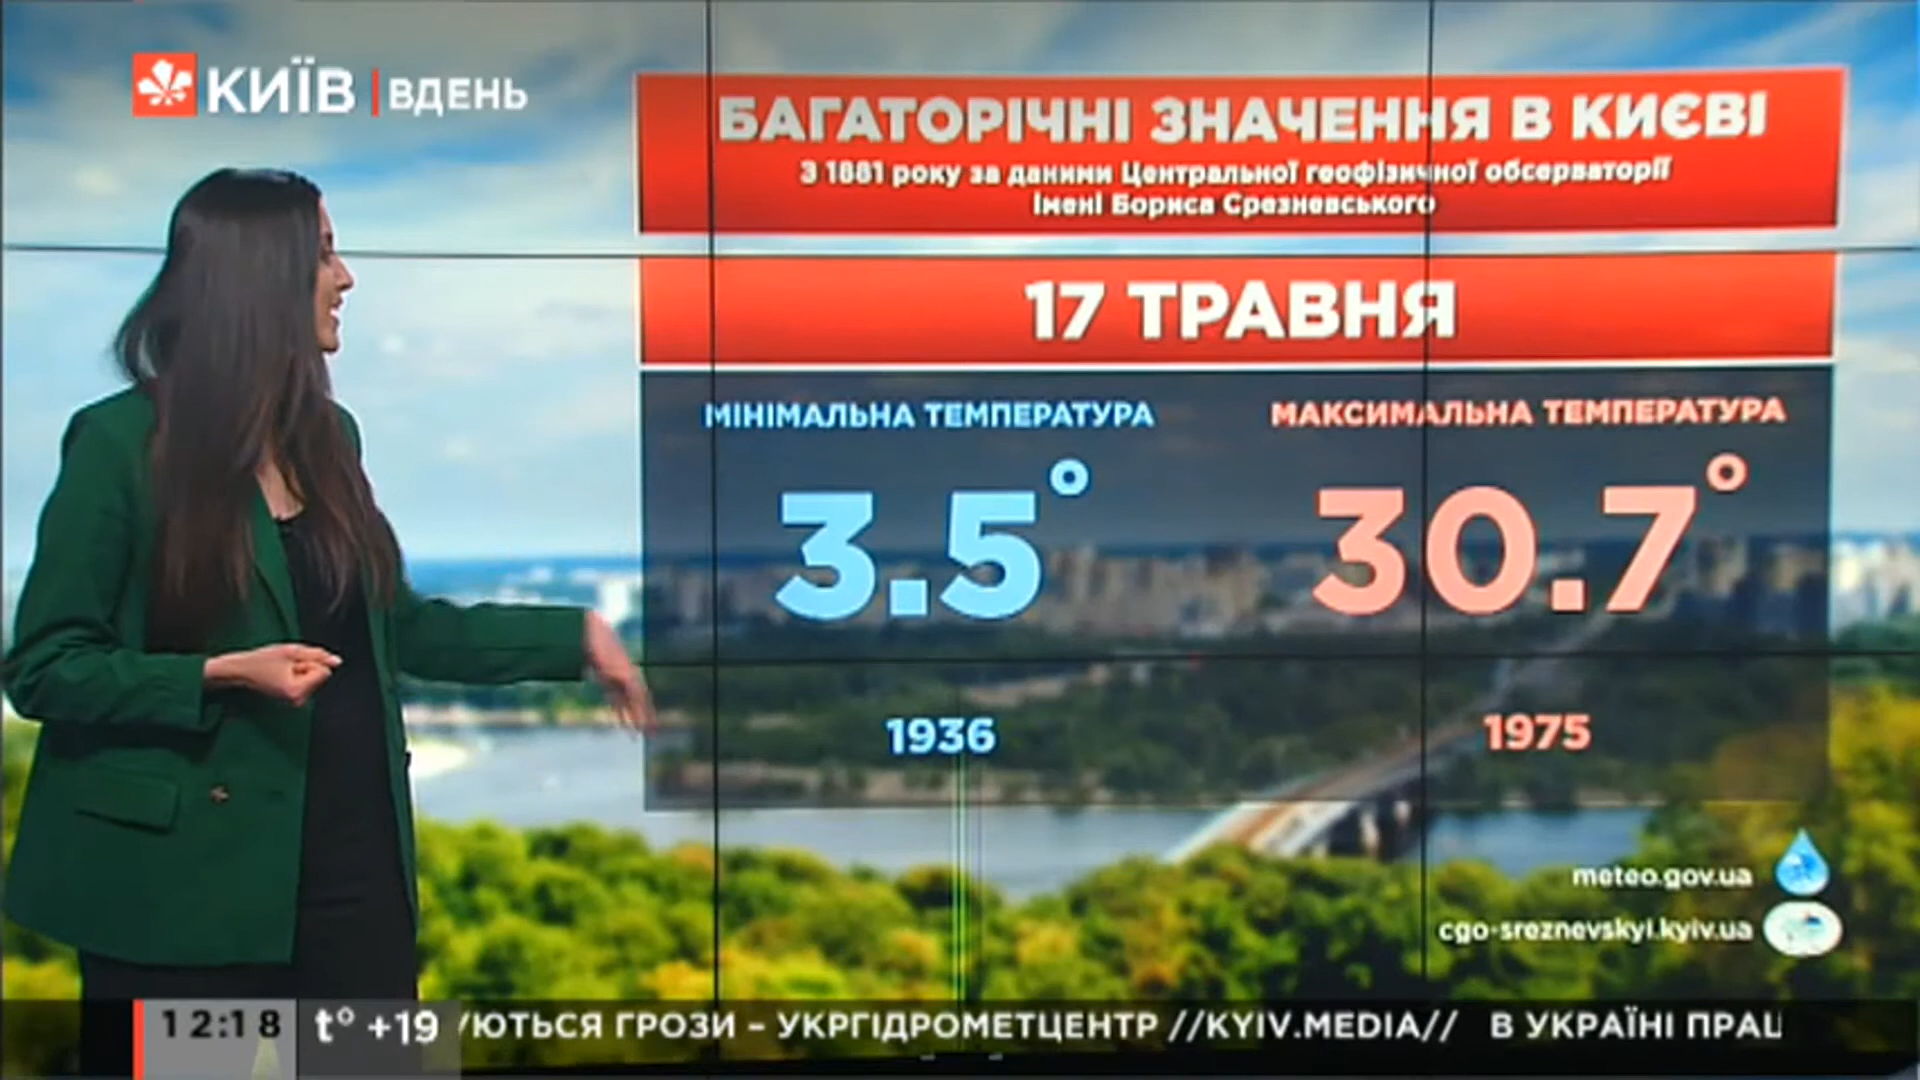 КИЇВ | ВДЕНЬ
БАГАТОРІЧНІ ЗНАЧЕННЯ В КИЄВІ
З 1881 року за даними Центральної геофізичної обсерваторії
імені Бориса Срезневського
17 ТРАВНЯ
МІНІМАЛЬНА ТЕМПЕРАТУРА
3.5°
1936
МАКСИМАЛЬНА ТЕМПЕРАТУРА
30.7°
1975
meteo.gov.ua
cgo-sreznevskyi.kyiv.ua
12:18 t° +19 УЮТЬСЯ ГРОЗИ – УКРГІДРОМЕТЦЕНТР //KYIV.MEDIA// В УКРАЇНІ ПРАЦ